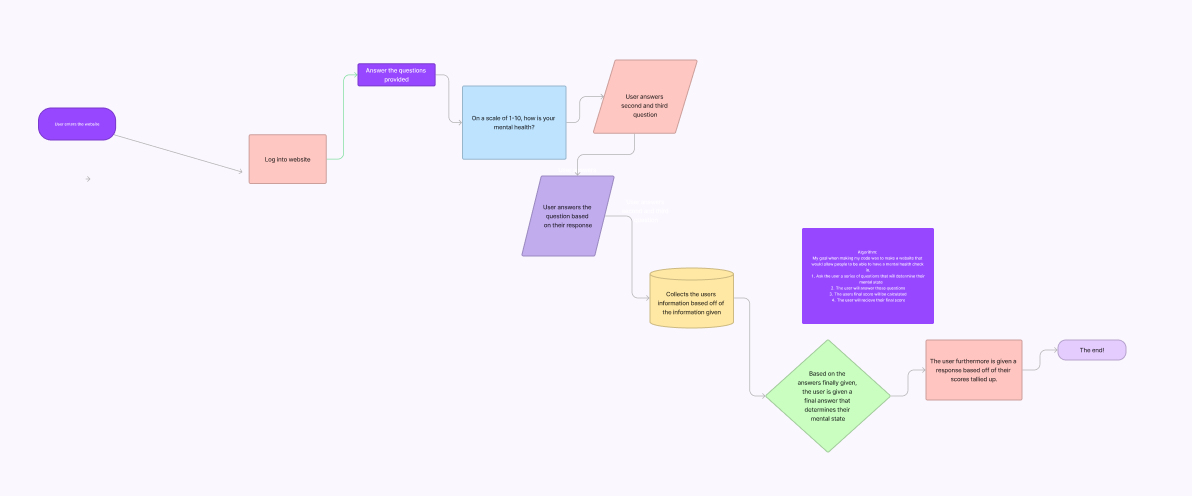 User enters the website.
Log into website
Answer the questions
provided
On a scale of 1-10, how is your
mental health?
User answers
second and third
question
User answers the
question based
on their response
Collects the users
information based off of
the information given
Algorithm:
My goal when making my code was to make a website that
would allow people to be able to have a mental health check
in.
1. Ask the user a series of questions that will determine their
mental state
2. The user will answer these questions
3. The users final score will be calculated
4. The user will receive their final score
Based on the
answers finally given,
the user is given a
final answer that
determines their
mental state
The user furthermore is given a
response based off of their
scores tallied up.
The end!